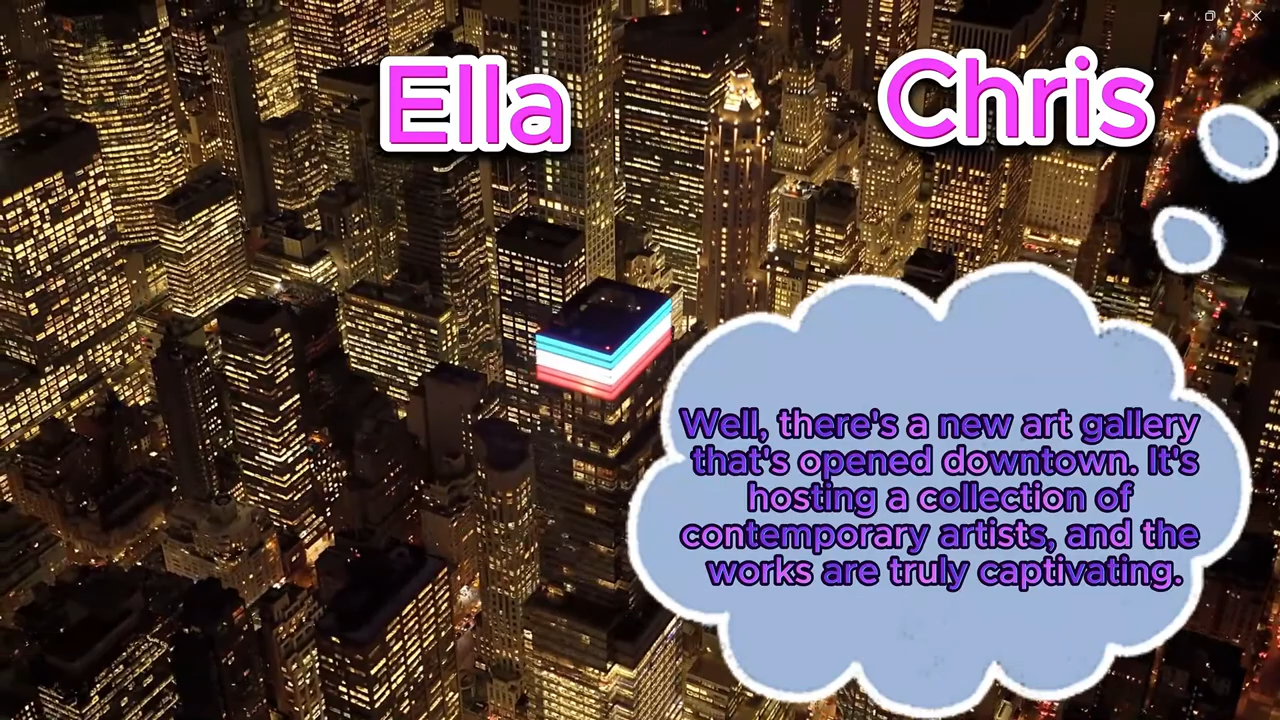 Ella
Chris
Well, there's a new art gallery
that's opened downtown. It's
hosting a collection of
contemporary artists, and the
works are truly captivating.